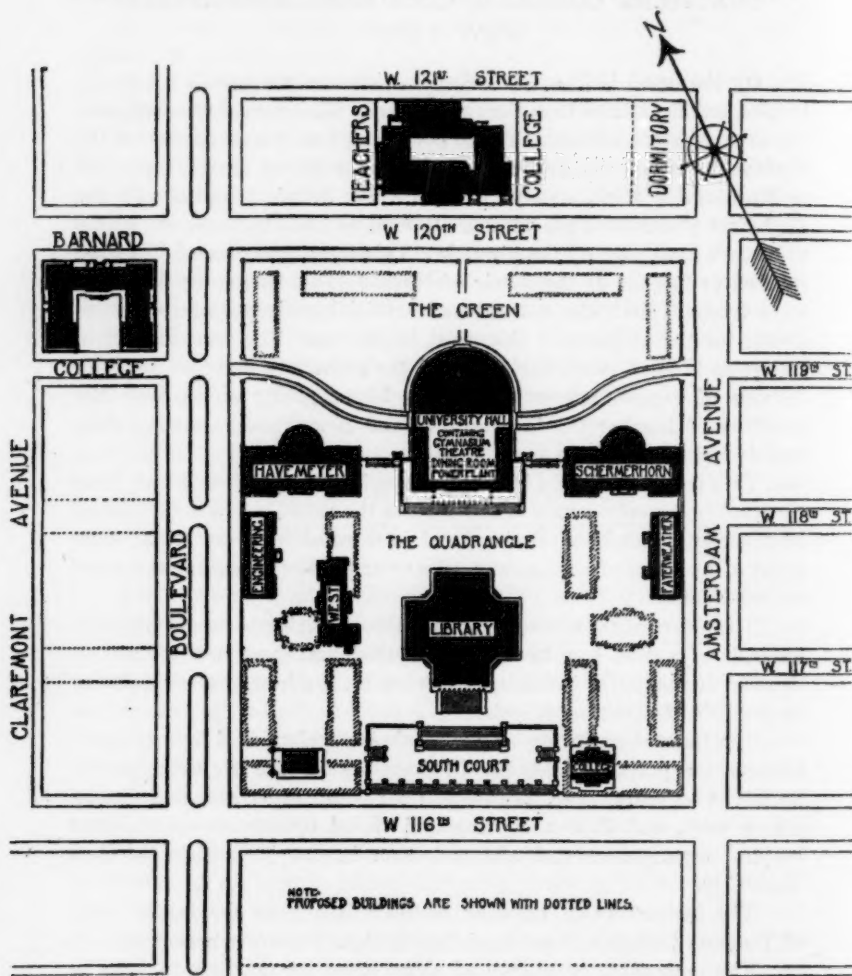 N
W. 121ST. STREET
TEACHERS
COLLEGE
DORMITORY
W. 120TH STREET
BARNARD
COLLEGE
THE GREEN
W. 119TH ST.
UNIVERSITY HALL
CONTAINING
GYMNASIUM
THEATRE
DINING ROOM
POWER PLANT
HAVEMEYER
SCHERMERHORN
CLAREMONT AVENUE
BOULEVARD
AMSTERDAM AVENUE
W. 118TH ST.
THE QUADRANGLE
ENGINEERING
WEST
LIBRARY
FAYERWEATHER
W. 117TH ST.
SOUTH COURT
COLLEGE
W 116TH STREET
NOTE:
PROPOSED BUILDINGS ARE SHOWN WITH DOTTED LINES